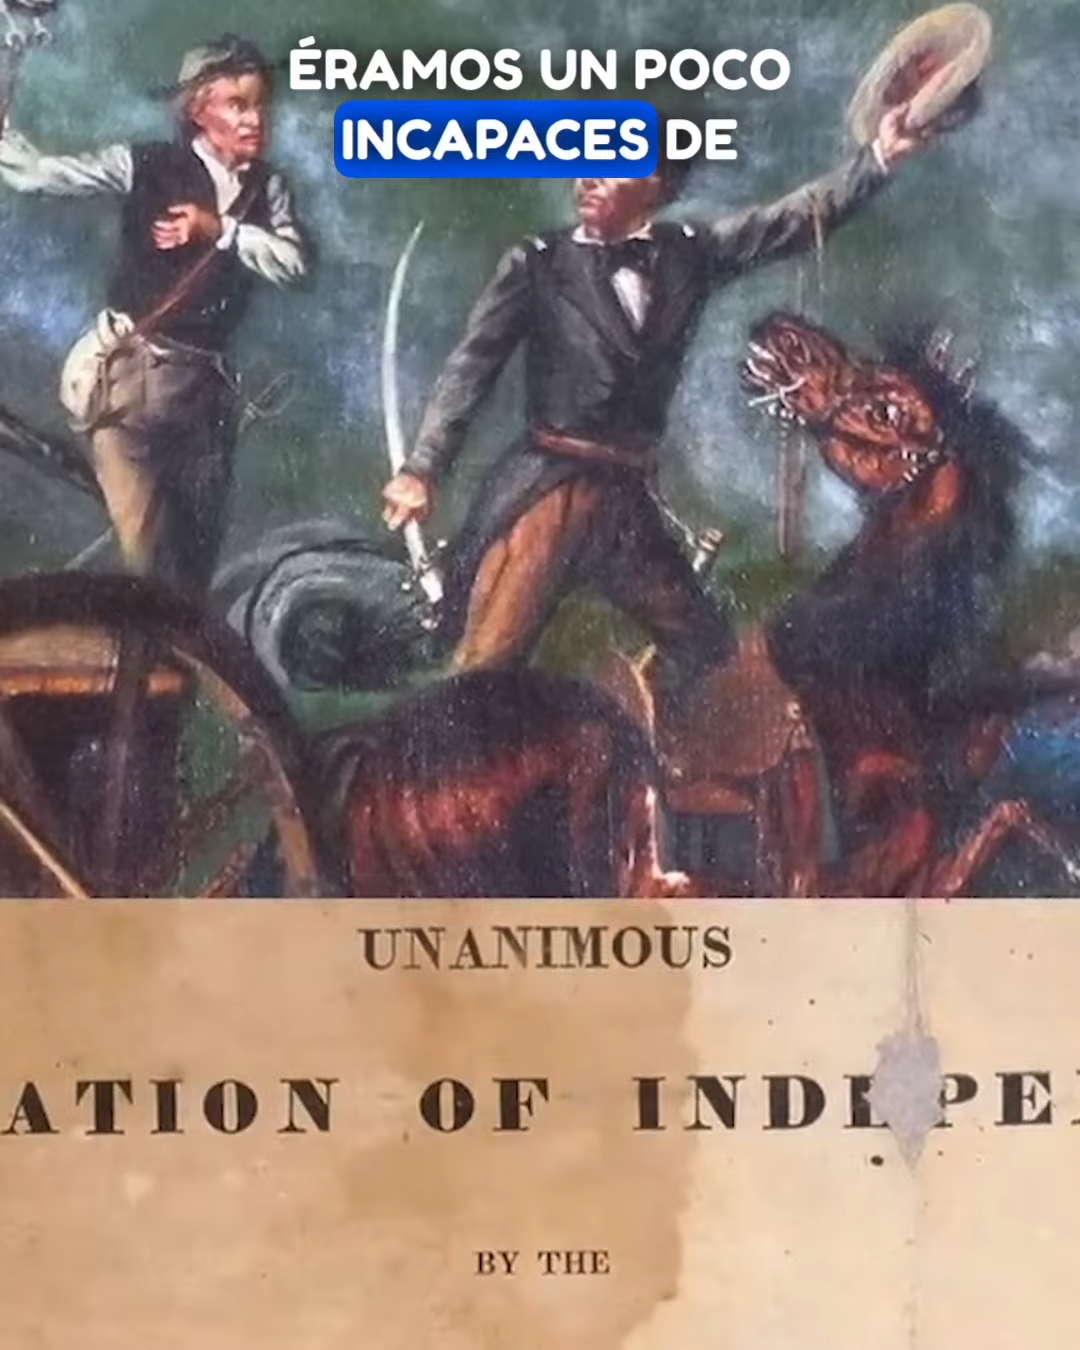 ÉRAMOS UN POCO
INCAPACES DE
UNANIMOUS
ATION OF INDEPE
BY THE